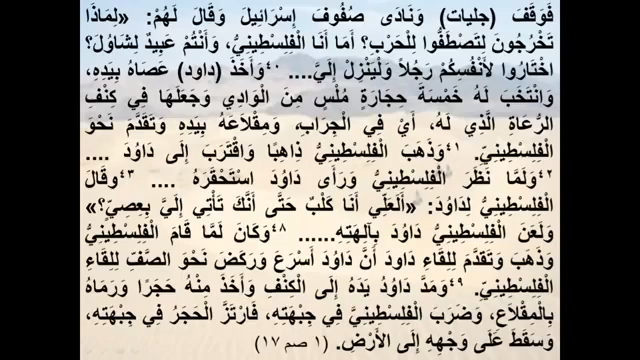 فَوَقَفَ (جليات) وَنَادَى صُفُوفَ إِسْرَائِيلَ وَقَالَ لَهُمْ: «لِمَاذَا
تَخْرُجُونَ لِتَصْطَفُّوا لِلْحَرْبِ؟ أَمَا أَنَا الْفِلِسْطِينِيُّ، وَأَنْتُمْ عَبِيدٌ لِشَاوُلَ؟
اخْتَارُوا لأَنْفُسِكُمْ رَجُلاً وَلْيَنْزِلْ إِلَيَّ.... ٤٠وَأَخَذَ (داود) عَصَاهُ بِيَدِهِ،
وَانْتَخَبَ لَهُ خَمْسَةَ حِجَارَةٍ مُلْسٍ مِنَ الْوَادِي وَجَعَلَهَا فِي كِنْفِ
الرُّعَاةِ الَّذِي لَهُ، أَيْ فِي الْجِرَابِ، وَمِقْلاَعَهُ بِيَدِهِ وَتَقَدَّمَ نَحْوَ
الْفِلِسْطِينِيِّ. ٤١وَذَهَبَ الْفِلِسْطِينِيُّ ذَاهِبًا وَاقْتَرَبَ إِلَى دَاوُدَ ....
٤٢وَلَمَّا نَظَرَ الْفِلِسْطِينِيُّ وَرَأَى دَاوُدَ اسْتَحْقَرَهُ .... ٤٣وَقَالَ
الْفِلِسْطِينِيُّ لِدَاوُدَ: «أَلَعَلِّي أَنَا كَلْبٌ حَتَّى أَنَّكَ تَأْتِي إِلَيَّ بِعِصِيٍّ؟»
وَلَعَنَ الْفِلِسْطِينِيُّ دَاوُدَ بِآلِهَتِهِ...... ٤٨وَكَانَ لَمَّا قَامَ الْفِلِسْطِينِيُّ
وَذَهَبَ وَتَقَدَّمَ لِلِقَاءِ دَاودَ أَنَّ دَاوُدَ أَسْرَعَ وَرَكَضَ نَحْوَ الصَّفِّ لِلِقَاءِ
الْفِلِسْطِينِيِّ. ٤٩وَمَدَّ دَاوُدُ يَدَهُ إِلَى الْكِنْفِ وَأَخَذَ مِنْهُ حَجَرًا وَرَمَاهُ
بِالْمِقْلاَعِ، وَضَرَبَ الْفِلِسْطِينِيَّ فِي جِبْهَتِهِ، فَارْتَزَّ الْحَجَرُ فِي جِبْهَتِهِ،
وَسَقَطَ عَلَى وَجْهِهِ إِلَى الأَرْضِ. (١ صم ١٧)